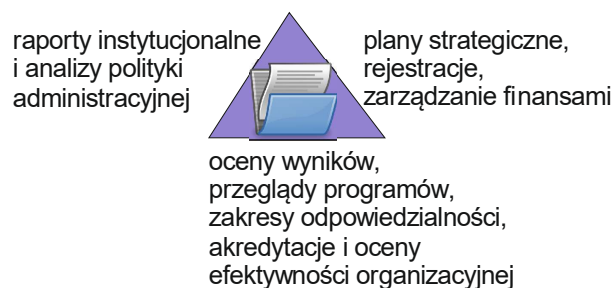 raporty instytucjonalne
i analizy polityki
administracyjnej
plany strategiczne,
rejestracje,
zarządzanie finansami
oceny wyników,
przeglądy programów,
zakresy odpowiedzialności,
akredytacje i oceny
efektywności organizacyjnej